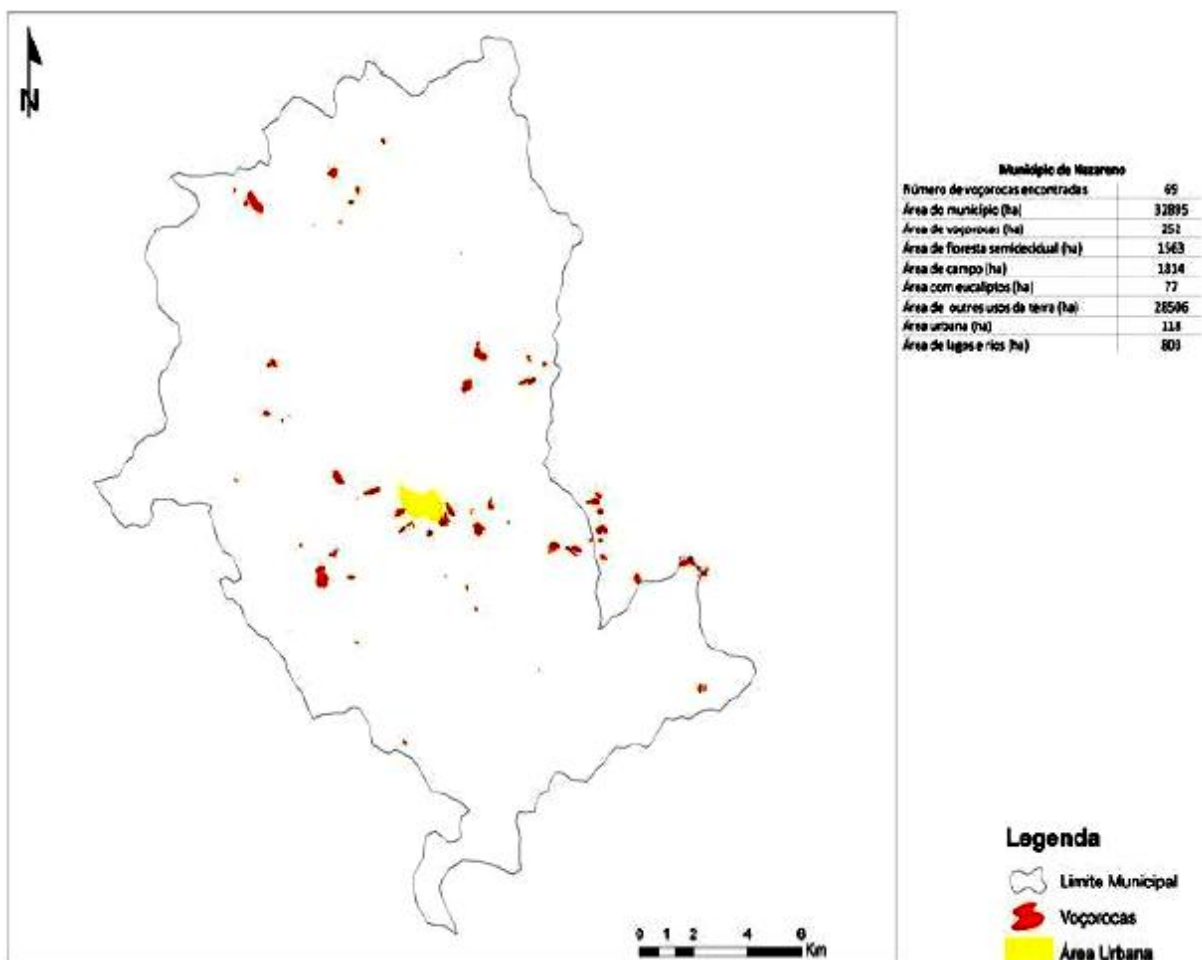 N
Município de Nazareno
Número de voçorocas encontradas 69
Área do município (ha) 32895
Área de voçorocas (ha) 252
Área de floresta semidecidual (ha) 1563
Área de campo (ha)
Área com eucaliptos (ha) 77
Área de outros usos da terra (ha) 28506
Área urbana (ha) 118
Área de lagos e rios (ha)
Legenda
Limite Municipal
Voçorocas
Área Urbana
0 1 2 4 6
Km